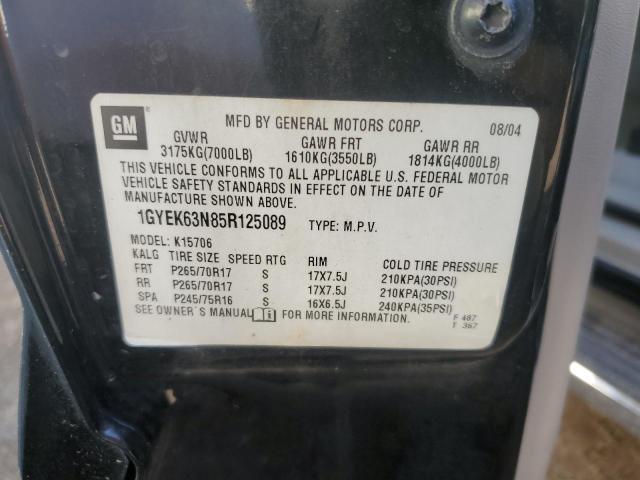 GM
MFD BY GENERAL MOTORS CORP. 08/04
GVWR GAWR FRT GAWR RR
3175KG(7000LB) 1610KG(3550LB) 1814KG(4000LB)
THIS VEHICLE CONFORMS TO ALL APPLICABLE U.S. FEDERAL MOTOR
VEHICLE SAFETY STANDARDS IN EFFECT ON THE DATE OF
MANUFACTURE SHOWN ABOVE.
1GYEK63N85R125089 TYPE: M.P.V.
MODEL: K15706
KALG TIRE SIZE SPEED RTG RIM COLD TIRE PRESSURE
FRT P265/70R17 S 17X7.5J 210KPA(30PSI)
RR P265/70R17 S 17X7.5J 210KPA(30PSI)
SPA P245/75R16 S 16X6.5J 240KPA(35PSI)
SEE OWNER'S MANUAL FOR MORE INFORMATION. F 487
T 367